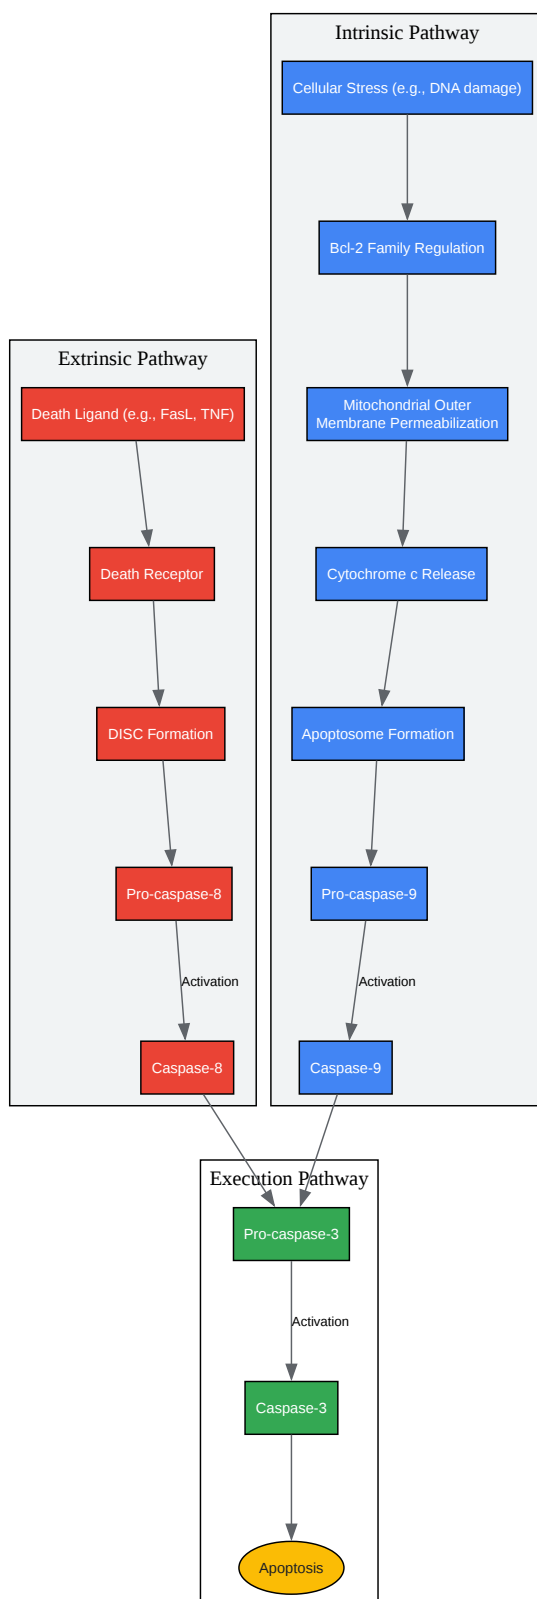 Intrinsic Pathway
Cellular Stress (e.g., DNA damage)
Bcl-2 Family Regulation
Mitochondrial Outer
Membrane Permeabilization
Cytochrome c Release
Apoptosome Formation
Pro-caspase-9
Activation
Caspase-9
Extrinsic Pathway
Death Ligand (e.g., FasL, TNF)
Death Receptor
DISC Formation
Pro-caspase-8
Activation
Caspase-8
Execution Pathway
Pro-caspase-3
Activation
Caspase-3
Apoptosis